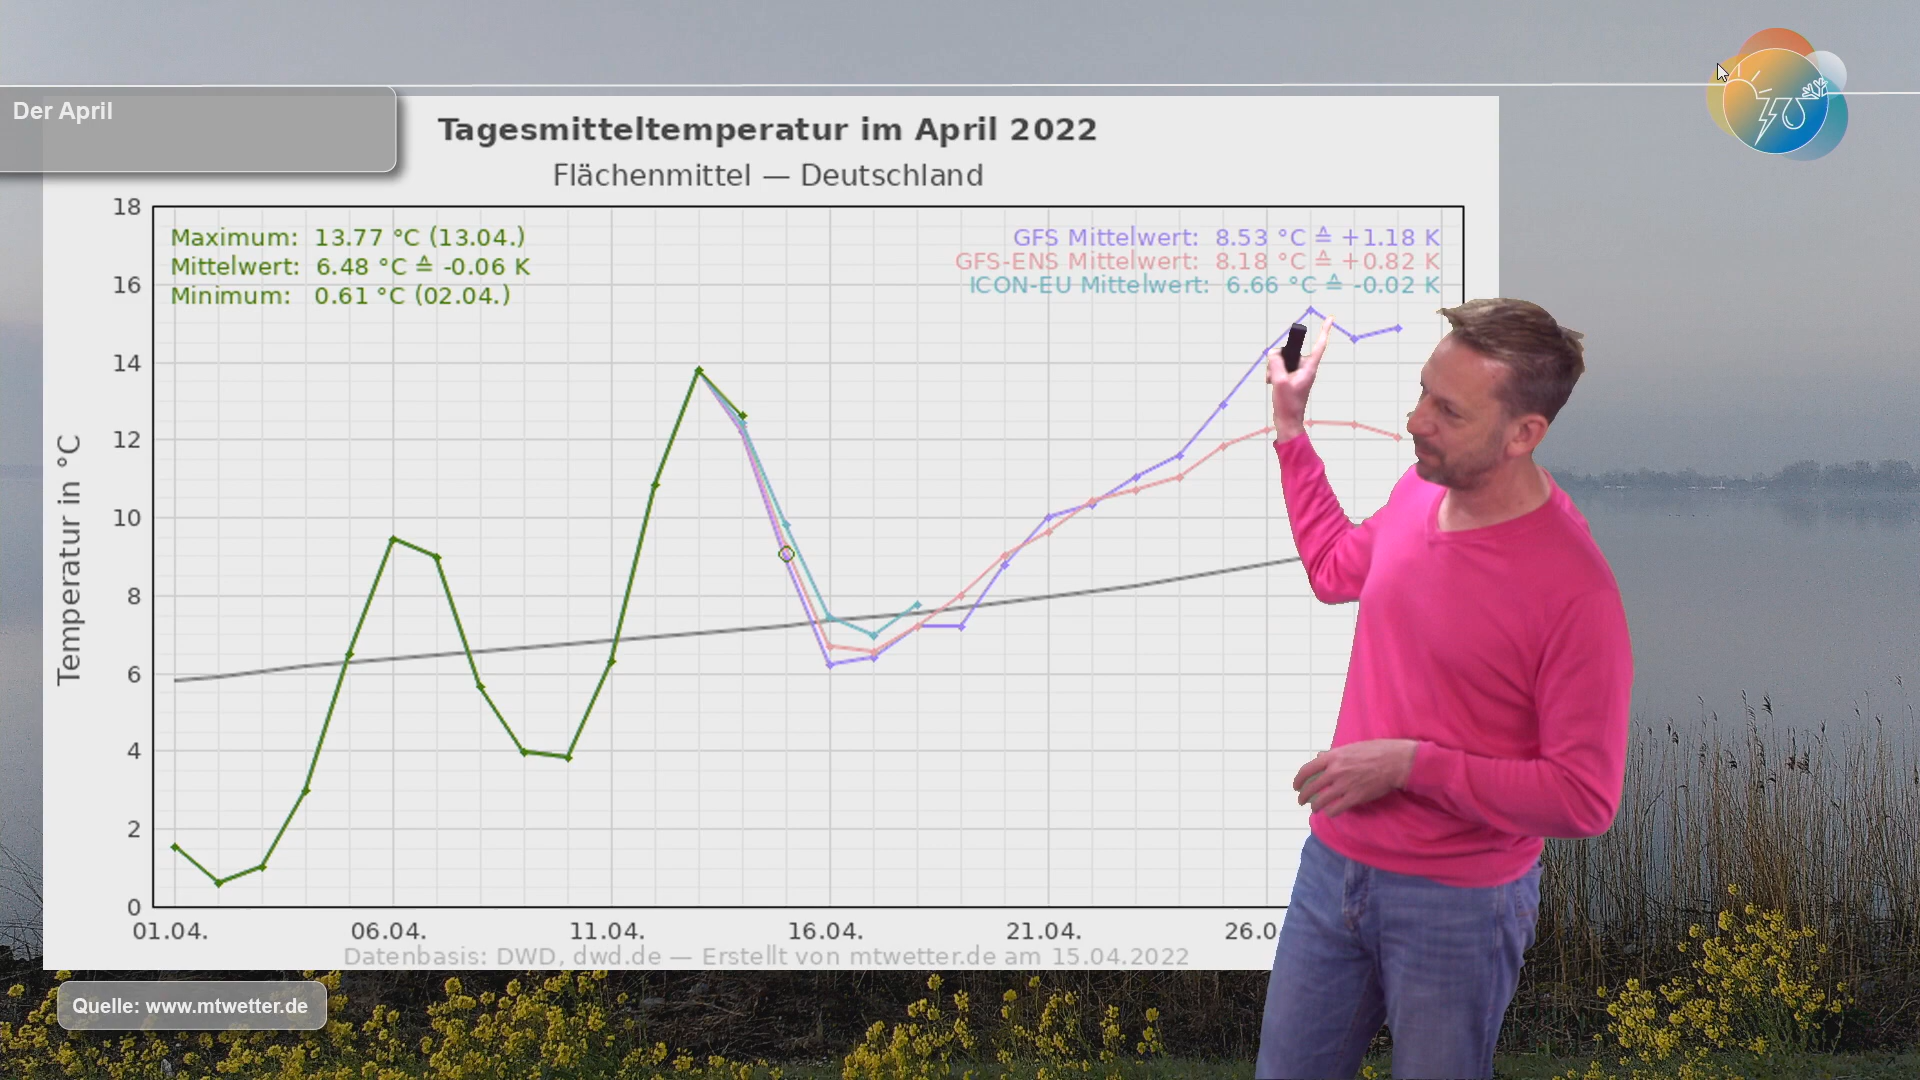 Der April
Tagesmitteltemperatur im April 2022
Flächenmittel — Deutschland
Maximum: 13.77 °C (13.04.)
Mittelwert: 6.48 °C ≙ -0.06 K
Minimum: 0.61 °C (02.04.)
GFS Mittelwert: 8.53 °C ≙ +1.18 K
GFS-ENS Mittelwert: 8.18 °C ≙ +0.82 K
ICON-EU Mittelwert: 6.66 °C ≙ -0.02 K
Temperatur in °C
18
16
14
12
10
8
6
4
2
0
01.04. 06.04. 11.04. 16.04. 21.04. 26.0
Datenbasis: DWD, dwd.de — Erstellt von mtwetter.de am 15.04.2022
Quelle: www.mtwetter.de